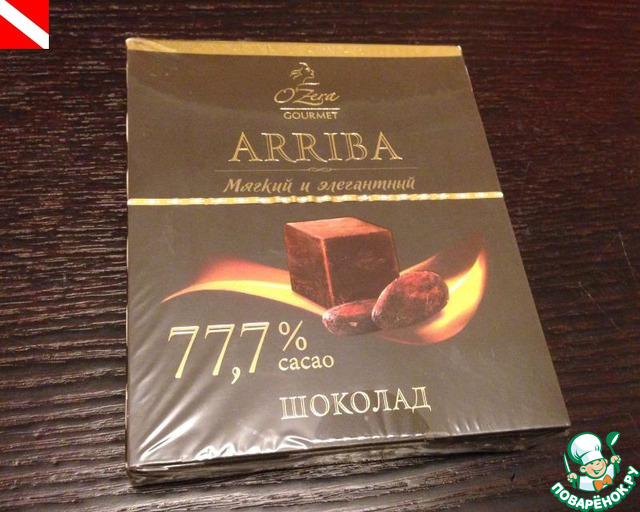 O'Zera
GOURMET
ARRIBA
Мягкий и элегантный
77,7%
cacao
ШОКОЛАД
ПОВАРЁНОК.РУ